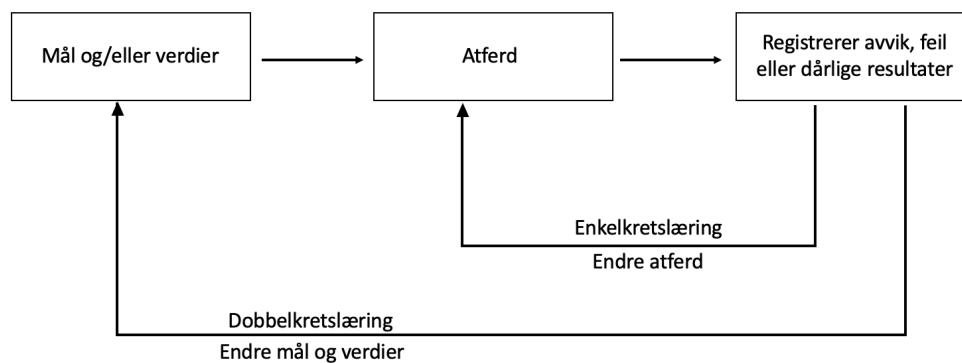 Mål og/eller verdier
Atferd
Registrerer avvik, feil
eller dårlige resultater
Enkelkretslæring
Endre atferd
Dobbelkretslæring
Endre mål og verdier